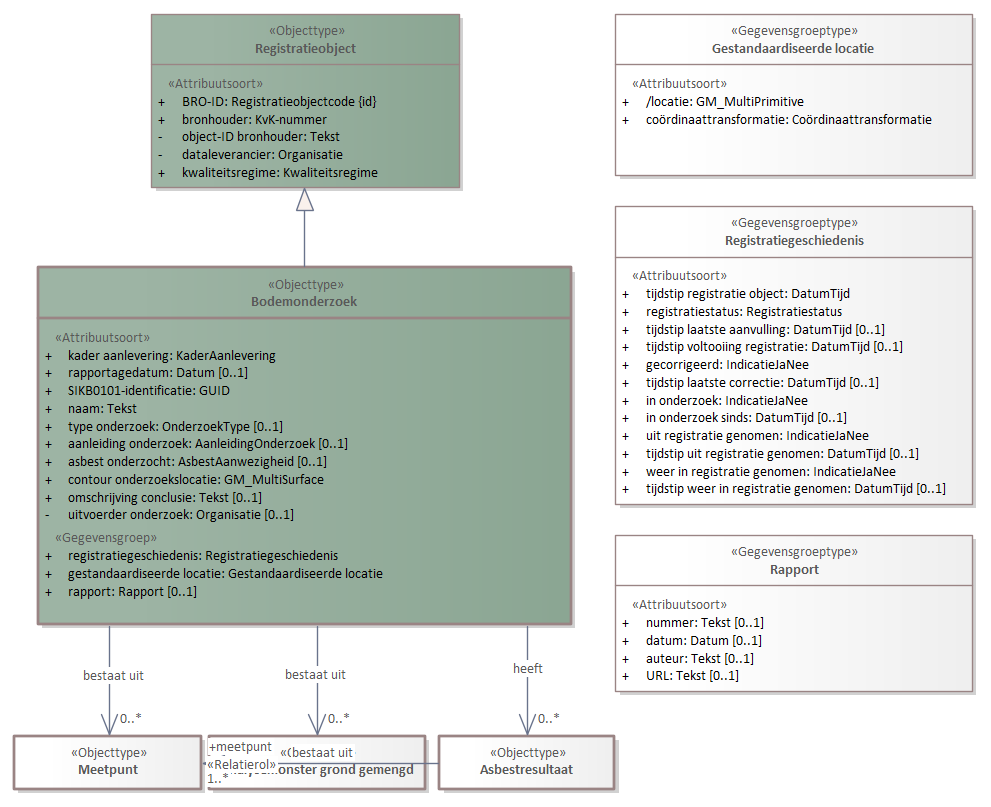 «Objecttype»
Registratieobject
«Attribuutsoort»
+ BRO-ID: Registratieobjectcode {id}
+ bronhouder: KvK-nummer
- object-ID bronhouder: Tekst
- dataleverancier: Organisatie
+ kwaliteitsregime: Kwaliteitsregime
«Objecttype»
Bodemonderzoek
«Attribuutsoort»
+ kader aanlevering: KaderAanlevering
+ rapportagedatum: Datum [0..1]
+ SIKB0101-identificatie: GUID
+ naam: Tekst
+ type onderzoek: OnderzoekType [0..1]
+ aanleiding onderzoek: AanleidingOnderzoek [0..1]
+ asbest onderzocht: AsbestAanwezigheid [0..1]
+ contour onderzoekslocatie: GM_MultiSurface
+ omschrijving conclusie: Tekst [0..1]
- uitvoerder onderzoek: Organisatie [0..1]
«Gegevensgroep»
+ registratiegeschiedenis: Registratiegeschiedenis
+ gestandaardiseerde locatie: Gestandaardiseerde locatie
+ rapport: Rapport [0..1]
bestaat uit
bestaat uit
heeft
0..*
0..*
0..*
«Objecttype»
Meetpunt
+meetpunt
«Relatierol»
1..*
bestaat uit
grond gemengd
«Objecttype»
Asbestresultaat
«Gegevensgroeptype»
Gestandaardiseerde locatie
«Attribuutsoort»
+ /locatie: GM_MultiPrimitive
+ coördinaattransformatie: Coördinaattransformatie
«Gegevensgroeptype»
Registratiegeschiedenis
«Attribuutsoort»
+ tijdstip registratie object: DatumTijd
+ registratiestatus: Registratiestatus
+ tijdstip laatste aanvulling: DatumTijd [0..1]
+ tijdstip voltooiing registratie: DatumTijd [0..1]
+ gecorrigeerd: IndicatieJaNee
+ tijdstip laatste correctie: DatumTijd [0..1]
+ in onderzoek: IndicatieJaNee
+ in onderzoek sinds: DatumTijd [0..1]
+ uit registratie genomen: IndicatieJaNee
+ tijdstip uit registratie genomen: DatumTijd [0..1]
+ weer in registratie genomen: IndicatieJaNee
+ tijdstip weer in registratie genomen: DatumTijd [0..1]
«Gegevensgroeptype»
Rapport
«Attribuutsoort»
+ nummer: Tekst [0..1]
+ datum: Datum [0..1]
+ auteur: Tekst [0..1]
+ URL: Tekst [0..1]